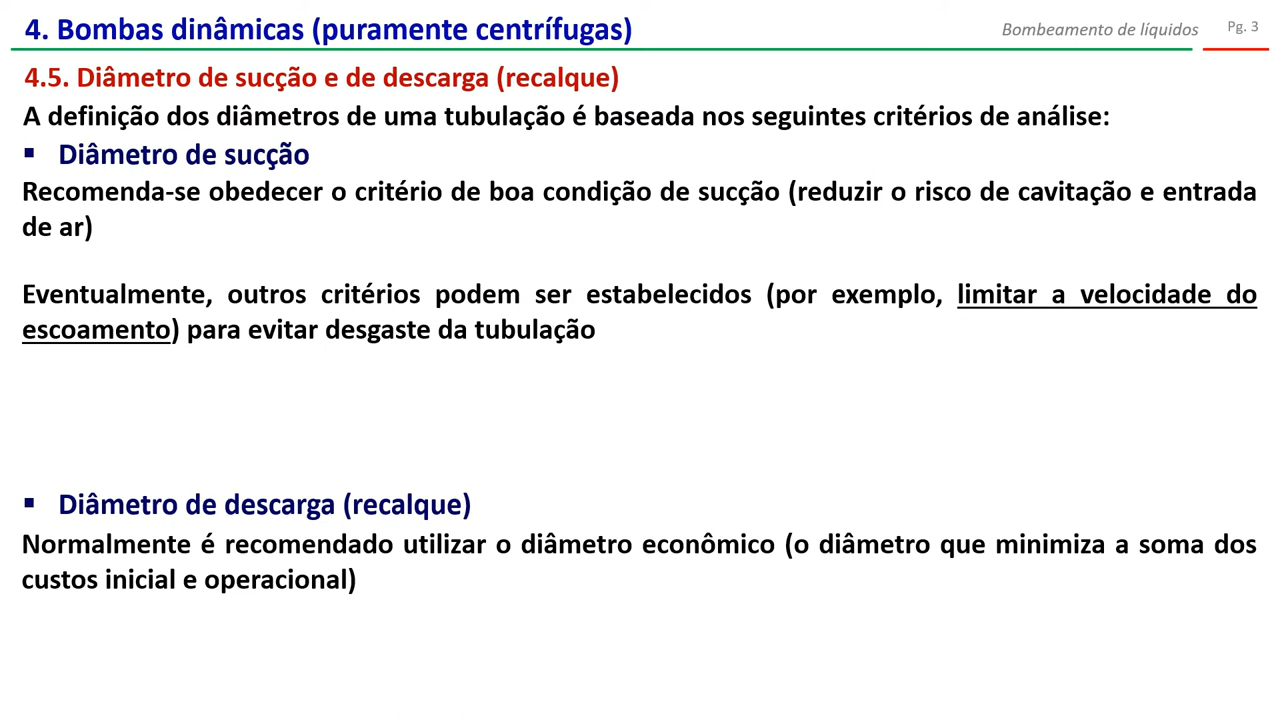 4. Bombas dinâmicas (puramente centrífugas)
Bombeamento de líquidos
Pg. 3
4.5. Diâmetro de sucção e de descarga (recalque)
A definição dos diâmetros de uma tubulação é baseada nos seguintes critérios de análise:
▪ Diâmetro de sucção
Recomenda-se obedecer o critério de boa condição de sucção (reduzir o risco de cavitação e entrada
de ar)
Eventualmente, outros critérios podem ser estabelecidos (por exemplo, limitar a velocidade do
escoamento) para evitar desgaste da tubulação
▪ Diâmetro de descarga (recalque)
Normalmente é recomendado utilizar o diâmetro econômico (o diâmetro que minimiza a soma dos
custos inicial e operacional)